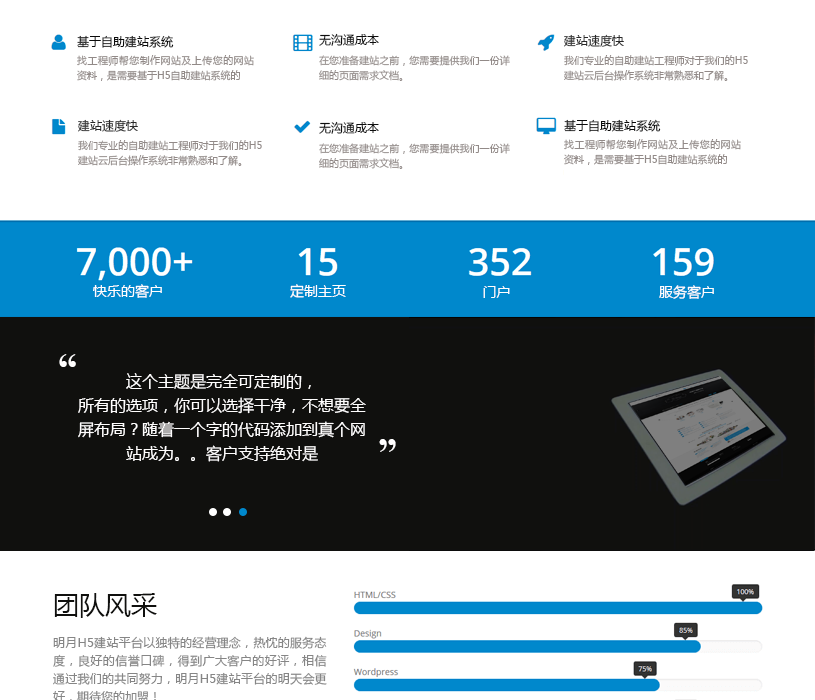 基于自助建站系统
找工程师帮您制作网站及上传您的网站
资料，是需要基于H5自助建站系统的
无沟通成本
在您准备建站之前，您需要提供我们一份详
细的页面需求文档。
建站速度快
我们专业的自助建站工程师对于我们的H5
建站云后台操作系统非常熟悉和了解。
建站速度快
我们专业的自助建站工程师对于我们的H5
建站云后台操作系统非常熟悉和了解。
无沟通成本
在您准备建站之前，您需要提供我们一份详
细的页面需求文档。
基于自助建站系统
找工程师帮您制作网站及上传您的网站
资料，是需要基于H5自助建站系统的
7,000+
快乐的客户
15
定制主页
352
门户
159
服务客户
“
这个主题是完全可定制的，
所有的选项，你可以选择干净，不想要全
屏布局？随着一个字的代码添加到真个网
站成为。。客户支持绝对是
”
团队风采
明月H5建站平台以独特的经营理念，热忱的服务态
度，良好的信誉口碑，得到广大客户的好评，相信
通过我们的共同努力，明月H5建站平台的明天会更
好，期待您的加盟！
HTML/CSS
100%
Design
85%
Wordpress
75%